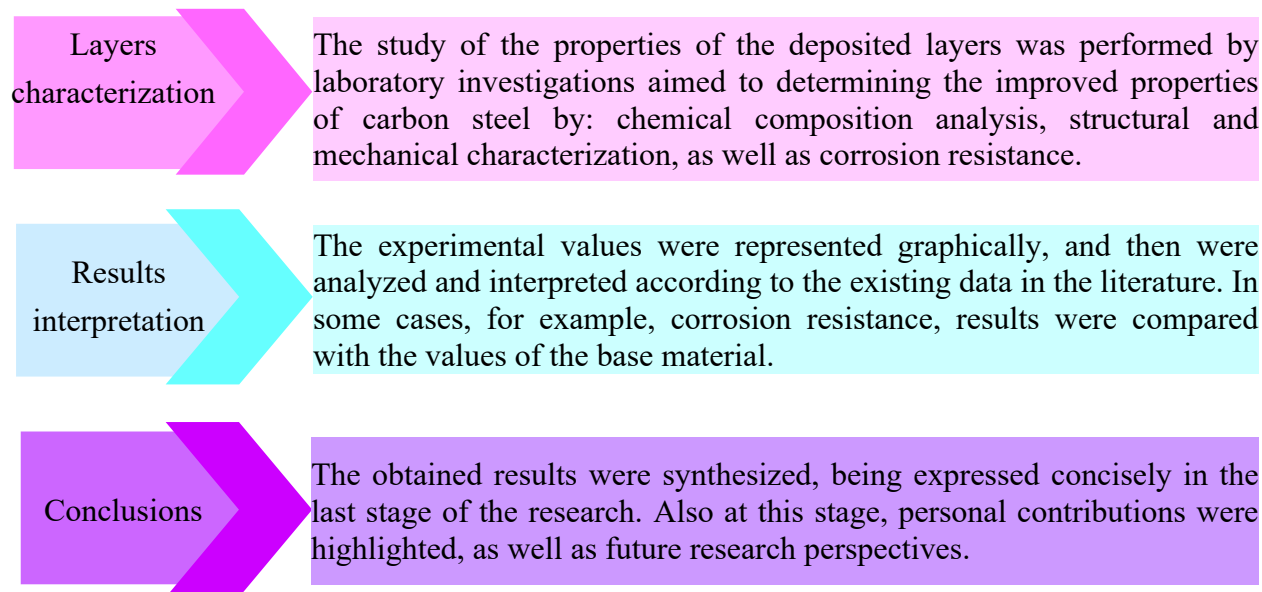 Layers
characterization
The study of the properties of the deposited layers was performed by
laboratory investigations aimed to determining the improved properties
of carbon steel by: chemical composition analysis, structural and
mechanical characterization, as well as corrosion resistance.
Results
interpretation
The experimental values were represented graphically, and then were
analyzed and interpreted according to the existing data in the literature. In
some cases, for example, corrosion resistance, results were compared
with the values of the base material.
Conclusions
The obtained results were synthesized, being expressed concisely in the
last stage of the research. Also at this stage, personal contributions were
highlighted, as well as future research perspectives.